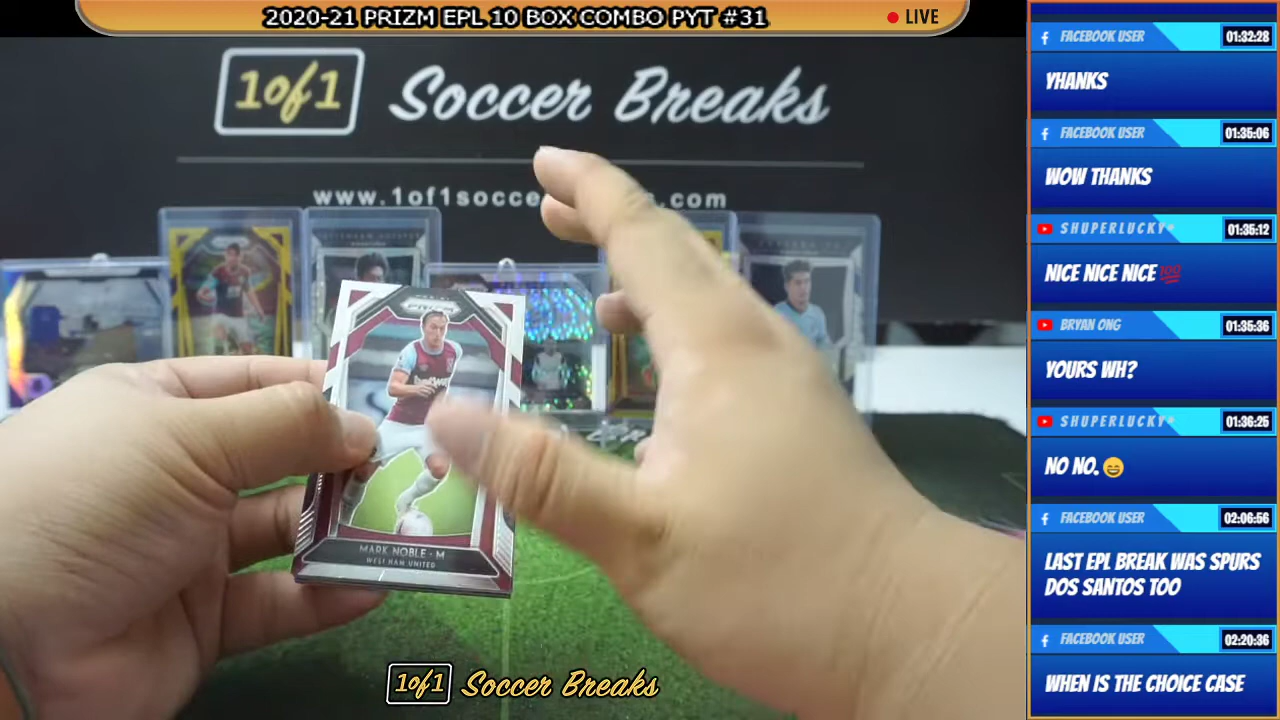 2020-21 PRIZM EPL 10 BOX COMBO PYT #31
LIVE
1of1 Soccer Breaks
PRIZM
MARK NOBLE - M
WEST HAM UNITED
1of1 Soccer Breaks
FACEBOOK USER 01:32:28
YHANKS
FACEBOOK USER 01:35:06
WOW THANKS
SHUPERLUCKY 01:35:12
NICE NICE NICE 💯
BRYAN ONG 01:35:36
YOURS WH?
SHUPERLUCKY 01:36:25
NO NO. 😄
FACEBOOK USER 02:06:56
LAST EPL BREAK WAS SPURS
DOS SANTOS TOO
FACEBOOK USER 02:20:36
WHEN IS THE CHOICE CASE